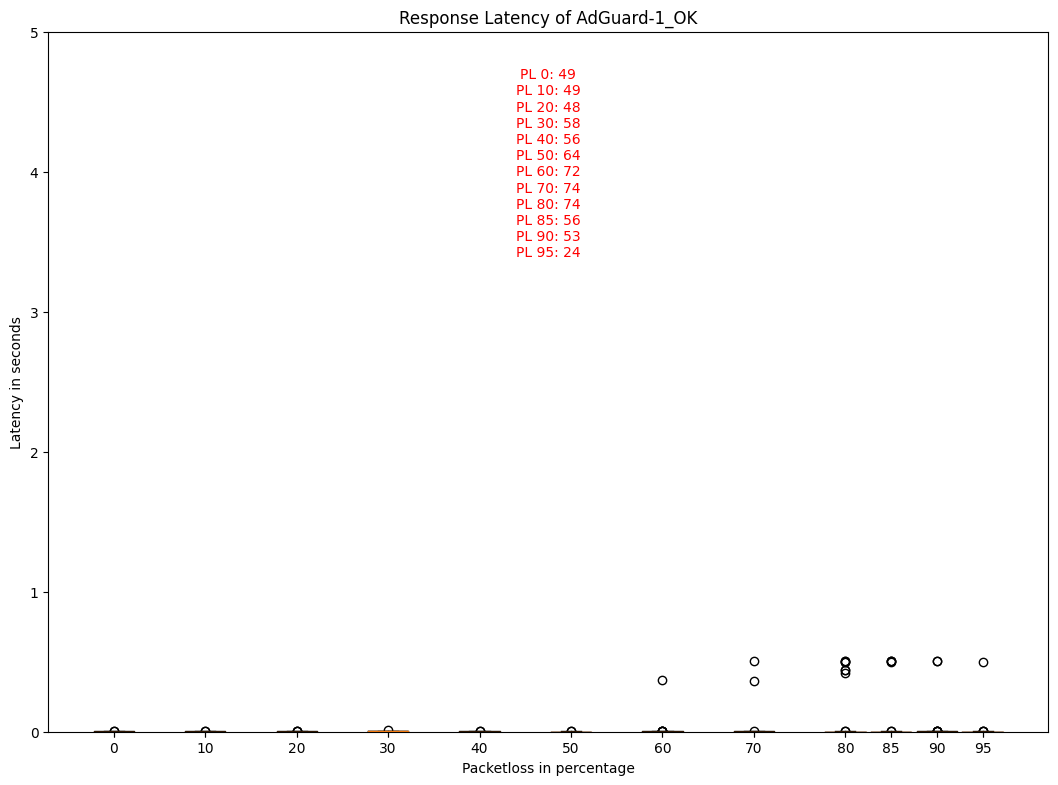 Response Latency of AdGuard-1_OK
5
PL 0: 49
PL 10: 49
PL 20: 48
PL 30: 58
PL 40: 56
PL 50: 64
PL 60: 72
PL 70: 74
PL 80: 74
PL 85: 56
PL 90: 53
PL 95: 24
4
3
2
1
0
Latency in seconds
0 10 20 30 40 50 60 70 80 85 90 95
Packetloss in percentage